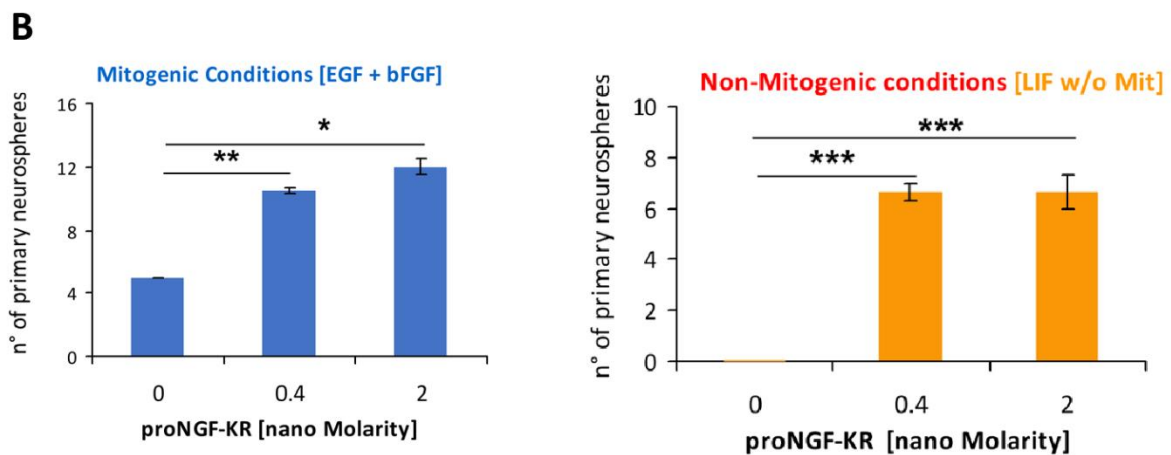 B
Mitogenic Conditions [EGF + bFGF]
n° of primary neurospheres
16
12
8
4
0
*
**
0 0.4 2
proNGF-KR [nano Molarity]
Non-Mitogenic conditions [LIF w/o Mit]
n° of primary neurospheres
10
8
6
4
2
0
***
***
0 0.4 2
proNGF-KR [nano Molarity]